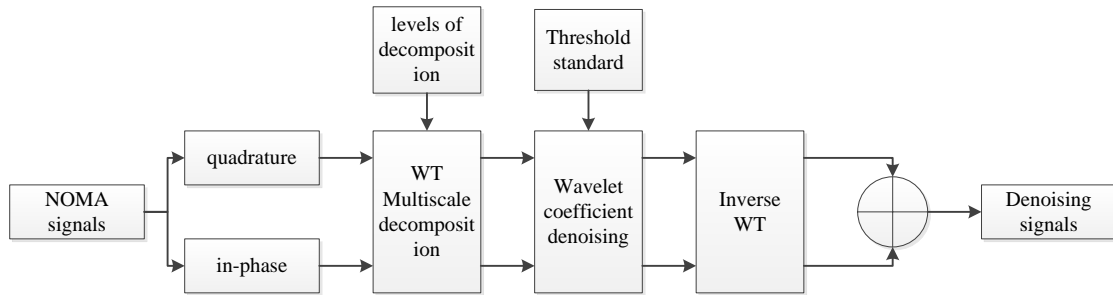 levels of
decomposit
ion
Threshold
standard
NOMA
signals
quadrature
in-phase
WT
Multiscale
decomposit
ion
Wavelet
coefficient
denoising
Inverse
WT
Denoising
signals